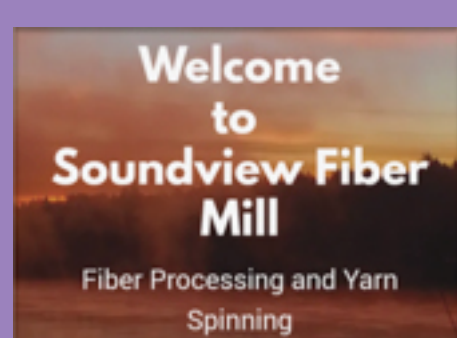 Welcome
to
Soundview Fiber
Mill
Fiber Processing and Yarn
Spinning